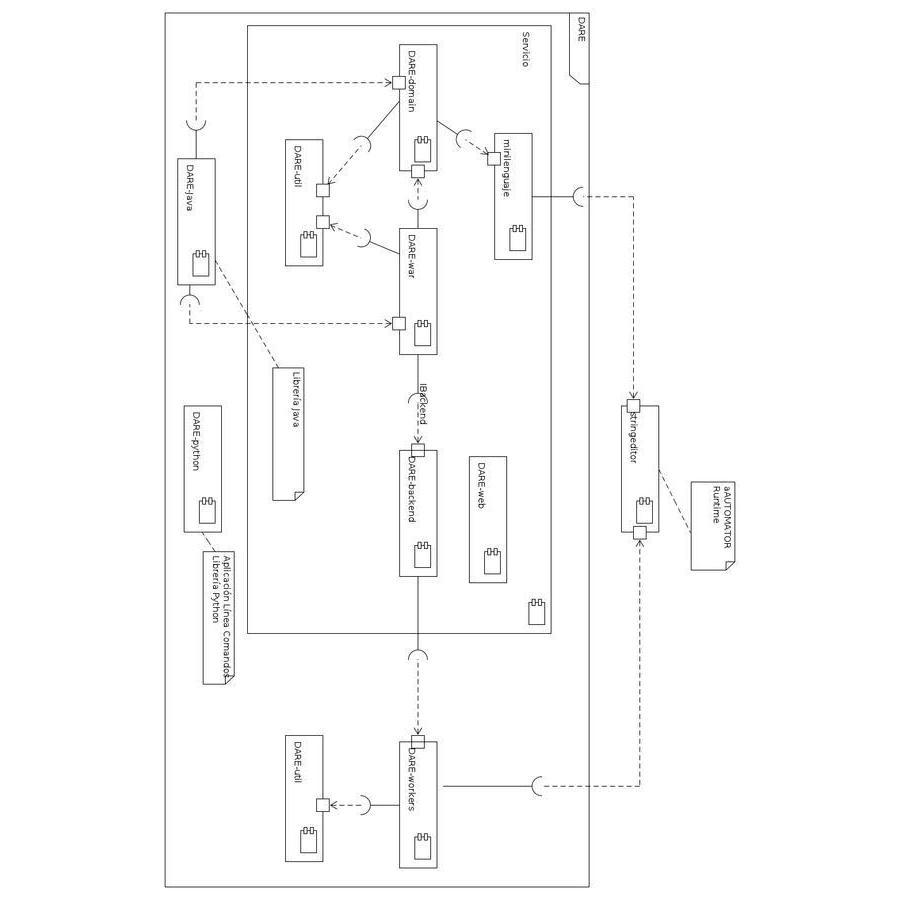 DARE
Servicio
DARE-domain
minilenguaje
DARE-util
DARE-war
DARE-Java
Librería Java
IBackend
DARE-backend
DARE-web
DARE-python
Aplicación Línea Comandos
Librería Python
stringeditor
aAUTOMATOR
Runtime
DARE-util
DARE-workers